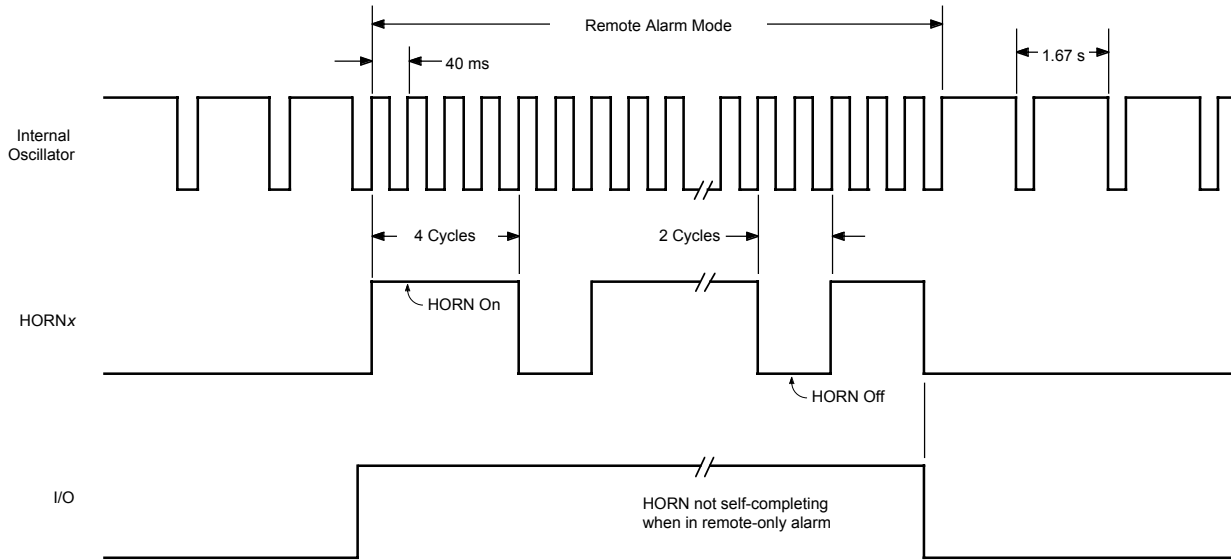 Remote Alarm Mode
40 ms
1.67 s
Internal
Oscillator
4 Cycles
2 Cycles
HORN On
HORNx
HORN Off
I/O
HORN not self-completing
when in remote-only alarm